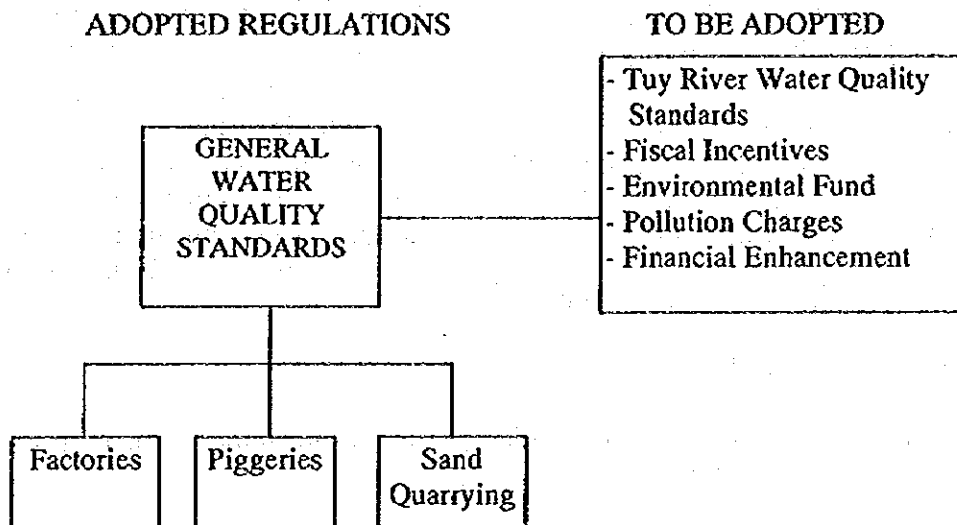 ADOPTED REGULATIONS
TO BE ADOPTED
GENERAL
WATER
QUALITY
STANDARDS
- Tuy River Water Quality
Standards
- Fiscal Incentives
- Environmental Fund
- Pollution Charges
- Financial Enhancement
Factories
Piggeries
Sand
Quarrying